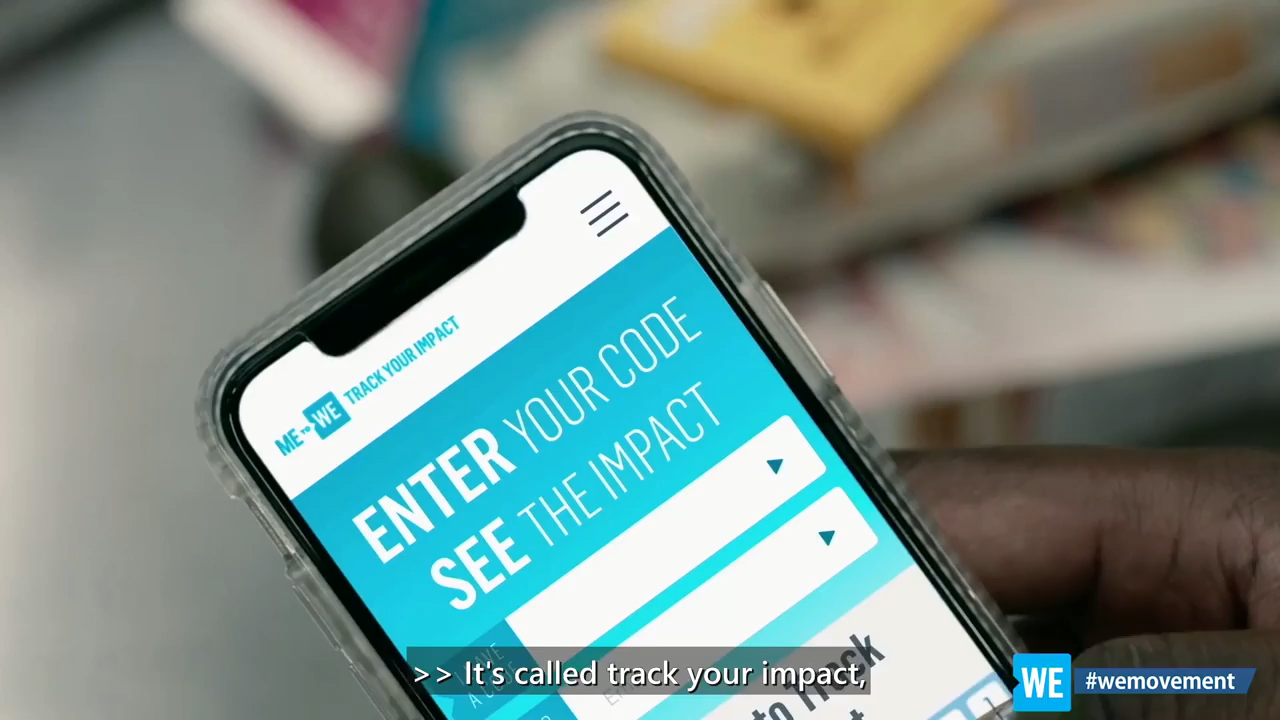 ME TO WE TRACK YOUR IMPACT
ENTER YOUR CODE
SEE THE IMPACT
>> It's called track your impact,
WE #wemovement